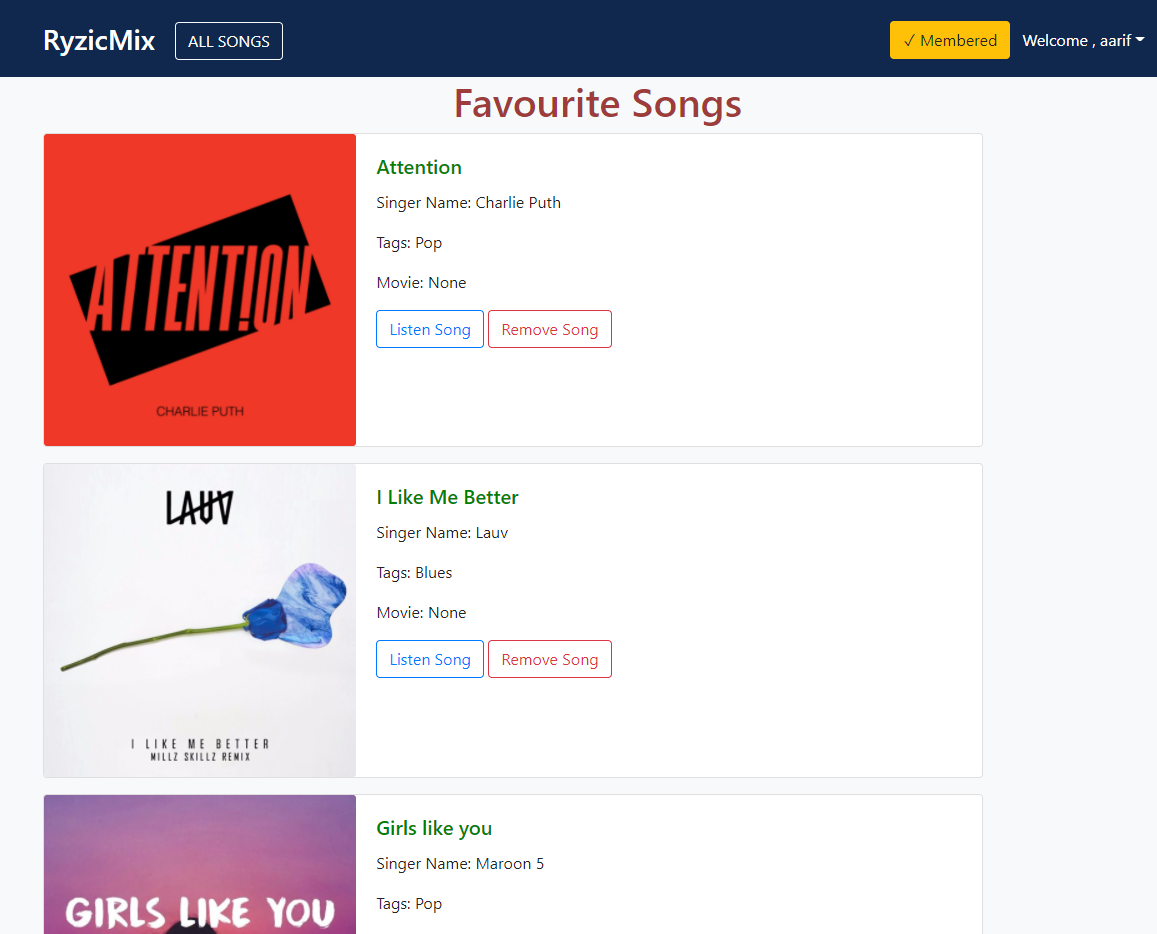 RyzicMix ALL SONGS ✓ Membered Welcome , aarif
Favourite Songs
ATTENT!ON
CHARLIE PUTH
Attention
Singer Name: Charlie Puth
Tags: Pop
Movie: None
Listen Song Remove Song
LAUV
I LIKE ME BETTER
MILLZ SKILLZ REMIX
I Like Me Better
Singer Name: Lauv
Tags: Blues
Movie: None
Listen Song Remove Song
GIRLS LIKE YOU
Girls like you
Singer Name: Maroon 5
Tags: Pop